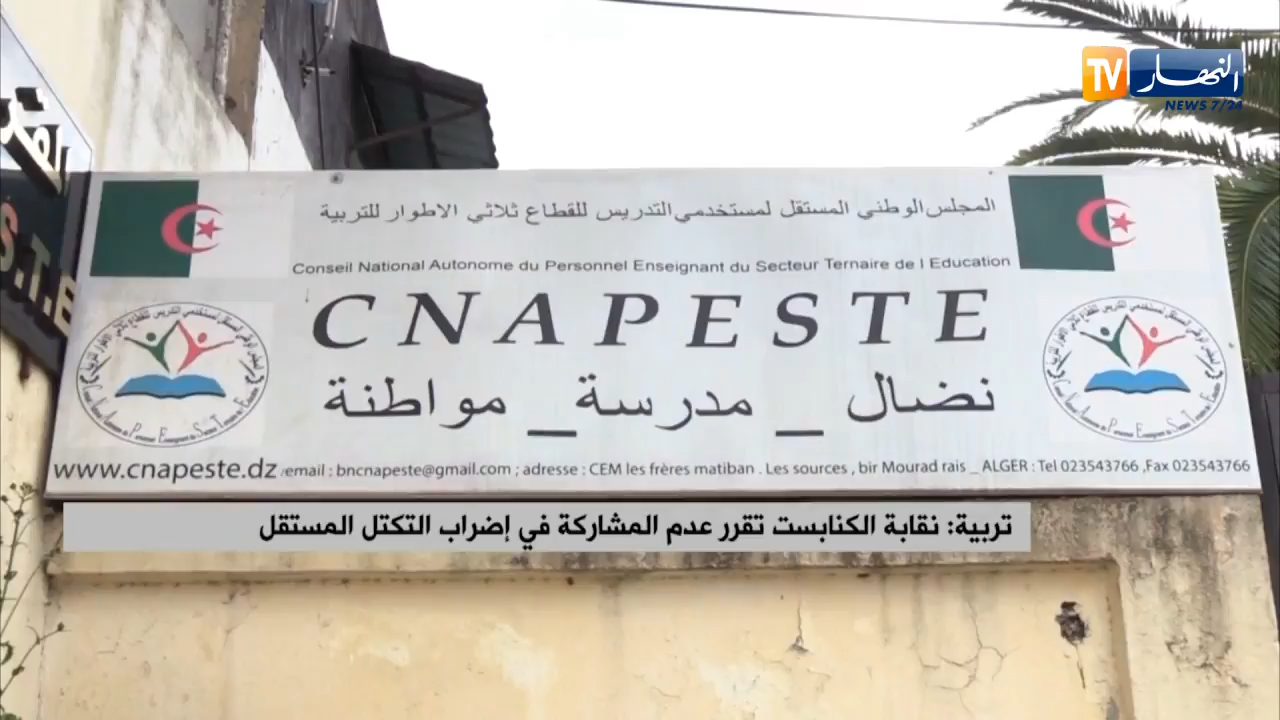 TV النهار
NEWS 7/24
المجلس الوطني المستقل لمستخدمي التدريس للقطاع ثلاثي الاطوار للتربية
Conseil National Autonome du Personnel Enseignant du Secteur Ternaire de l Education
CNAPESTE
نضال _ مدرسة _ مواطنة
www.cnapeste.dz /email : bncnapeste@gmail.com ; adresse : CEM les frères matiban . Les sources , bir Mourad rais _ ALGER : Tel 023543766 ,Fax 023543766
تربية: نقابة الكنابست تقرر عدم المشاركة في إضراب التكتل المستقل
S.T.E